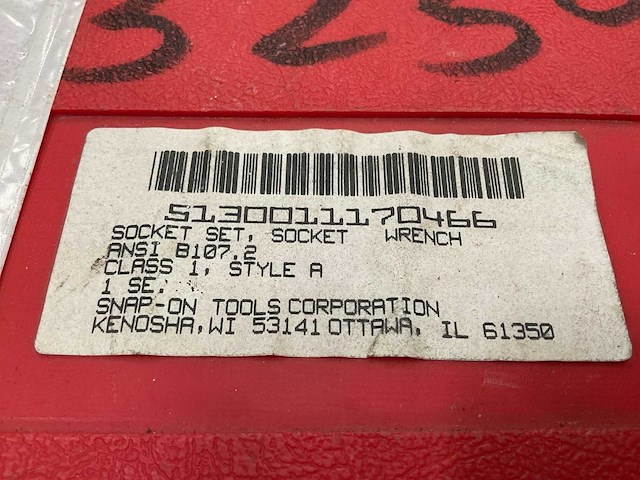 325
5130011170466
SOCKET SET, SOCKET WRENCH
ANSI B107.2
CLASS 1, STYLE A
1 SE.
SNAP-ON TOOLS CORPORATION
KENOSHA, WI 53141 OTTAWA, IL 61350